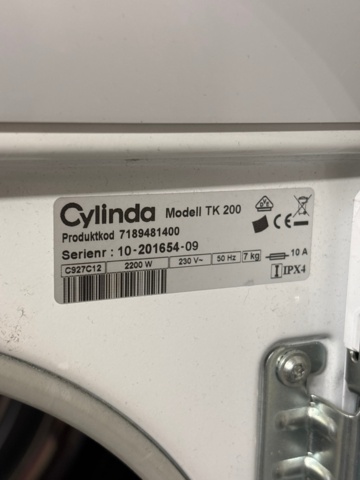 Cylinda Modell TK 200
Produktkod 7189481400
Serienr : 10-201654-09
C927C12 2200 W 230 V~ 50 Hz 7 kg 10 A
IPX4